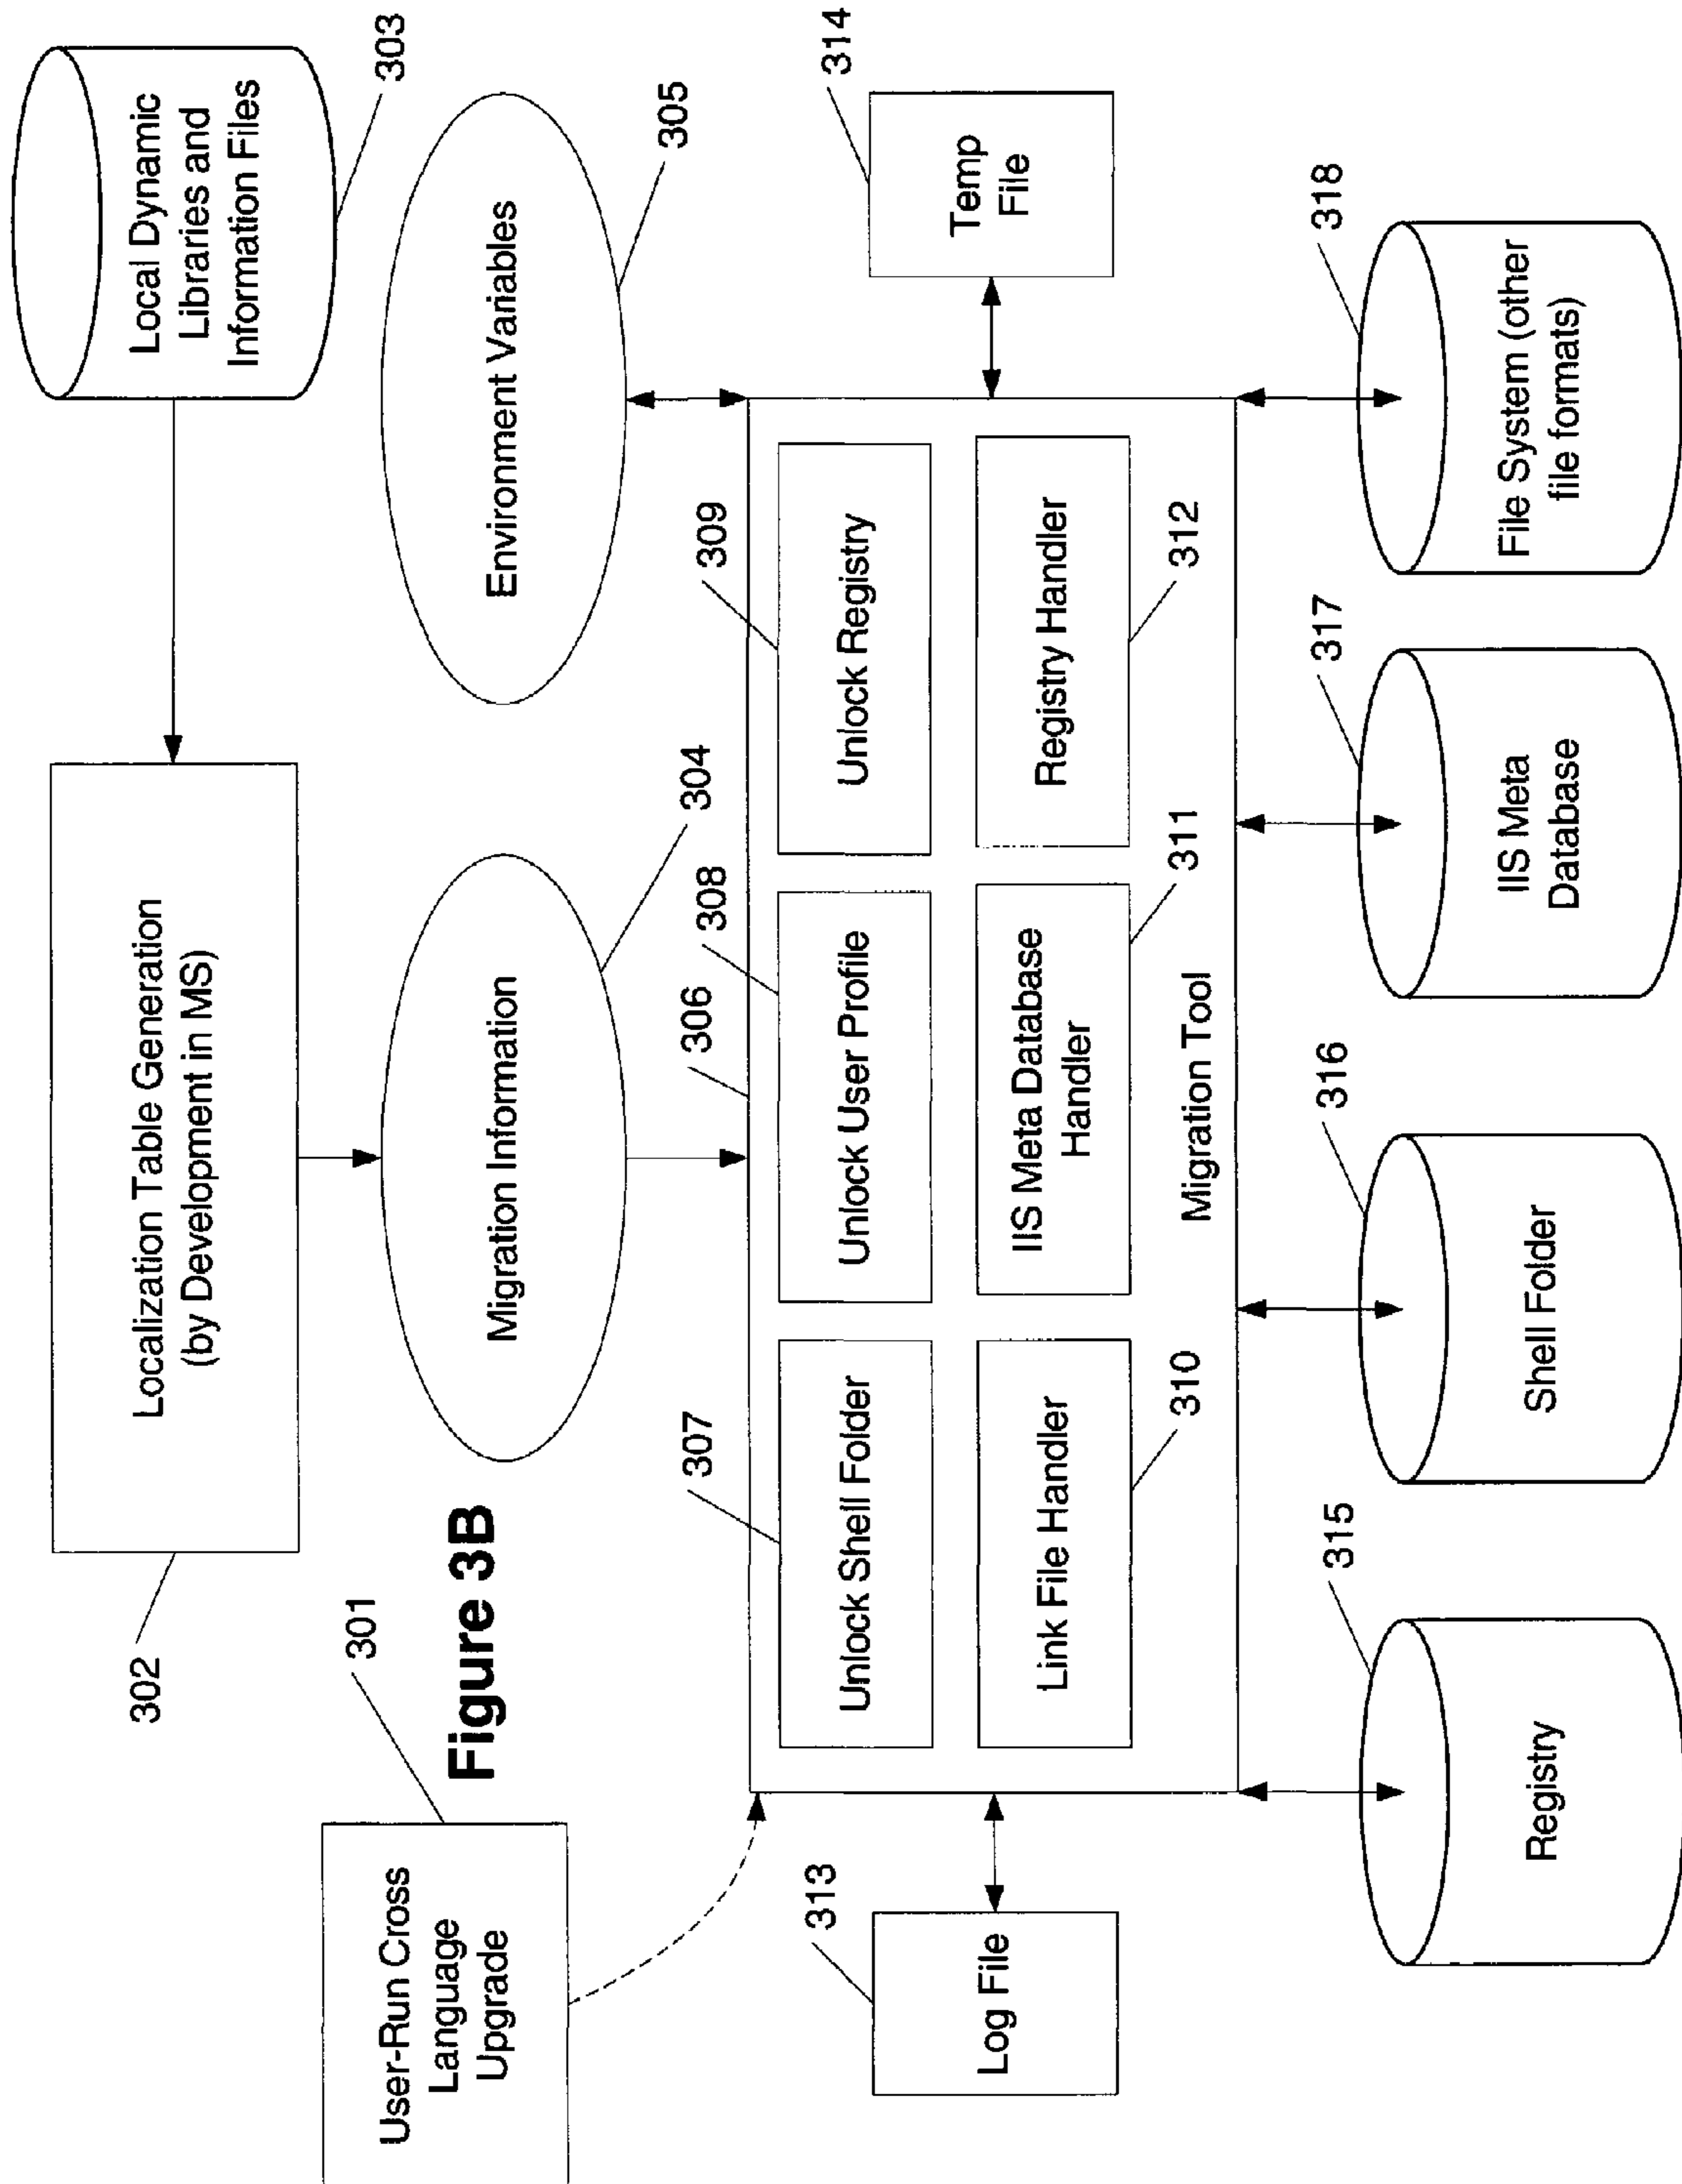 302
Localization Table Generation
(by Development in MS)
Local Dynamic
Libraries and
Information Files
303
301
User-Run Cross
Language
Upgrade
Figure 3B
Migration Information
304
Environment Variables
305
306
307
Unlock Shell Folder
308
Unlock User Profile
309
Unlock Registry
Link File Handler
310
IIS Meta Database
Handler
311
Registry Handler
312
Migration Tool
313
Log File
314
Temp
File
315
Registry
316
Shell Folder
317
IIS Meta
Database
318
File System (other
file formats)